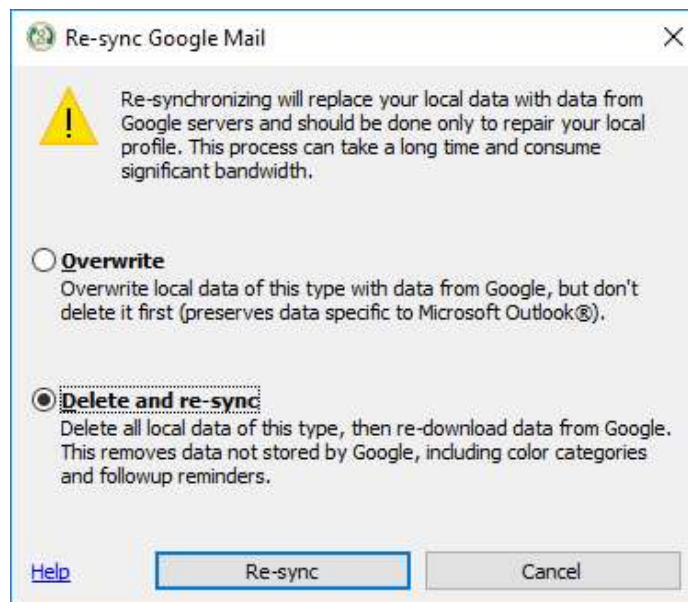 Re-sync Google Mail
Re-synchronizing will replace your local data with data from
Google servers and should be done only to repair your local
profile. This process can take a long time and consume
significant bandwidth.
Overwrite
Overwrite local data of this type with data from Google, but don't
delete it first (preserves data specific to Microsoft Outlook®).
Delete and re-sync
Delete all local data of this type, then re-download data from Google.
This removes data not stored by Google, including color categories
and followup reminders.
Help
Re-sync
Cancel